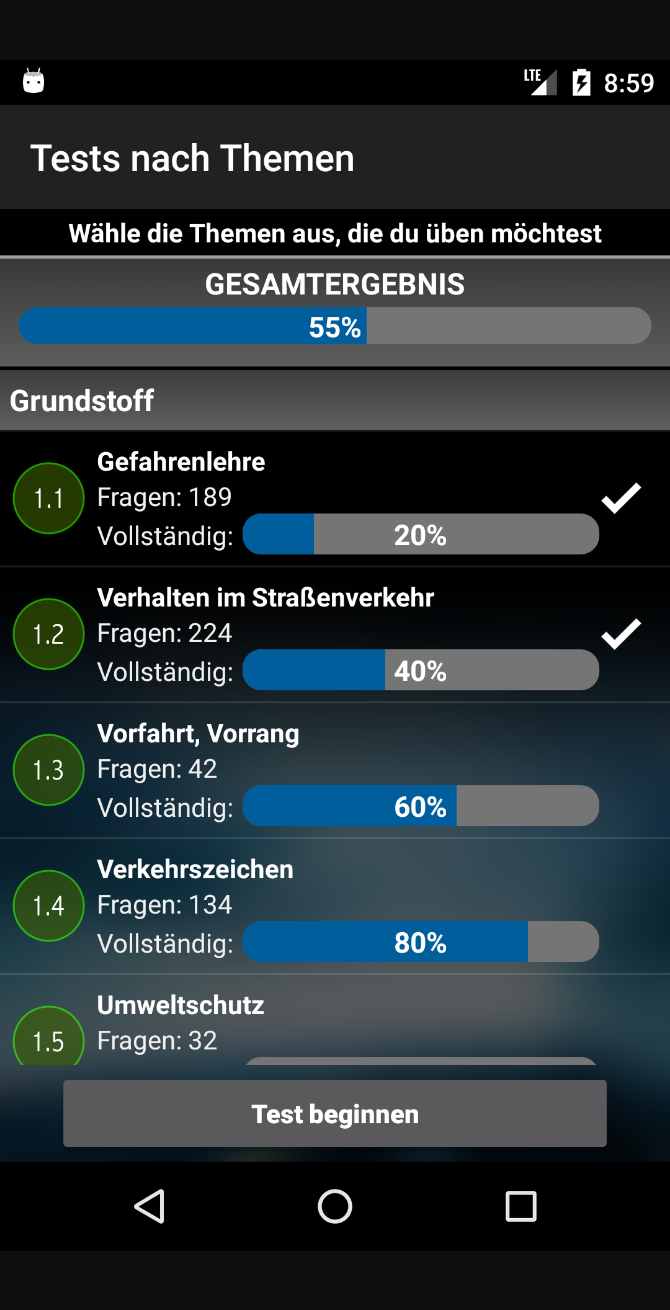 LTE 8:59
Tests nach Themen
Wähle die Themen aus, die du üben möchtest
GESAMTERGEBNIS
55%
Grundstoff
1.1
Gefahrenlehre
Fragen: 189
Vollständig: 20%
1.2
Verhalten im Straßenverkehr
Fragen: 224
Vollständig: 40%
1.3
Vorfahrt, Vorrang
Fragen: 42
Vollständig: 60%
1.4
Verkehrszeichen
Fragen: 134
Vollständig: 80%
1.5
Umweltschutz
Fragen: 32
Test beginnen